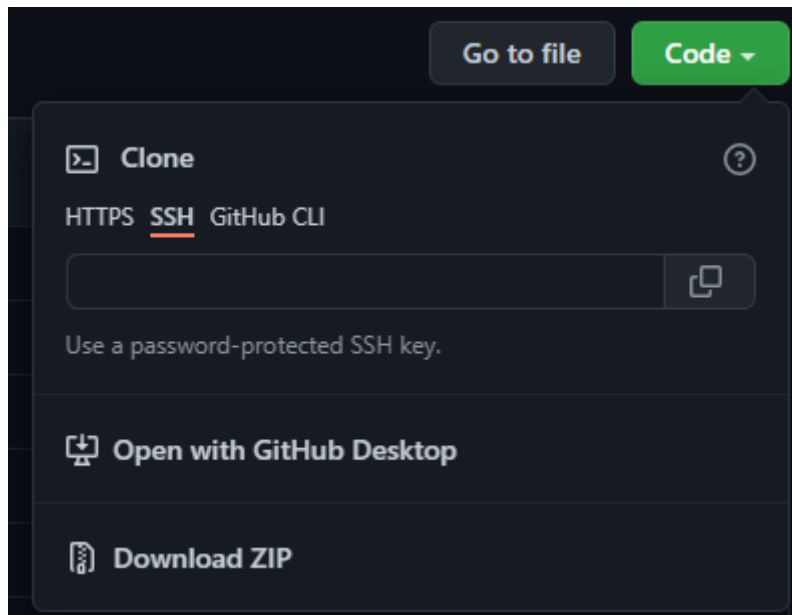 Go to file Code
Clone
HTTPS SSH GitHub CLI
Use a password-protected SSH key.
Open with GitHub Desktop
Download ZIP